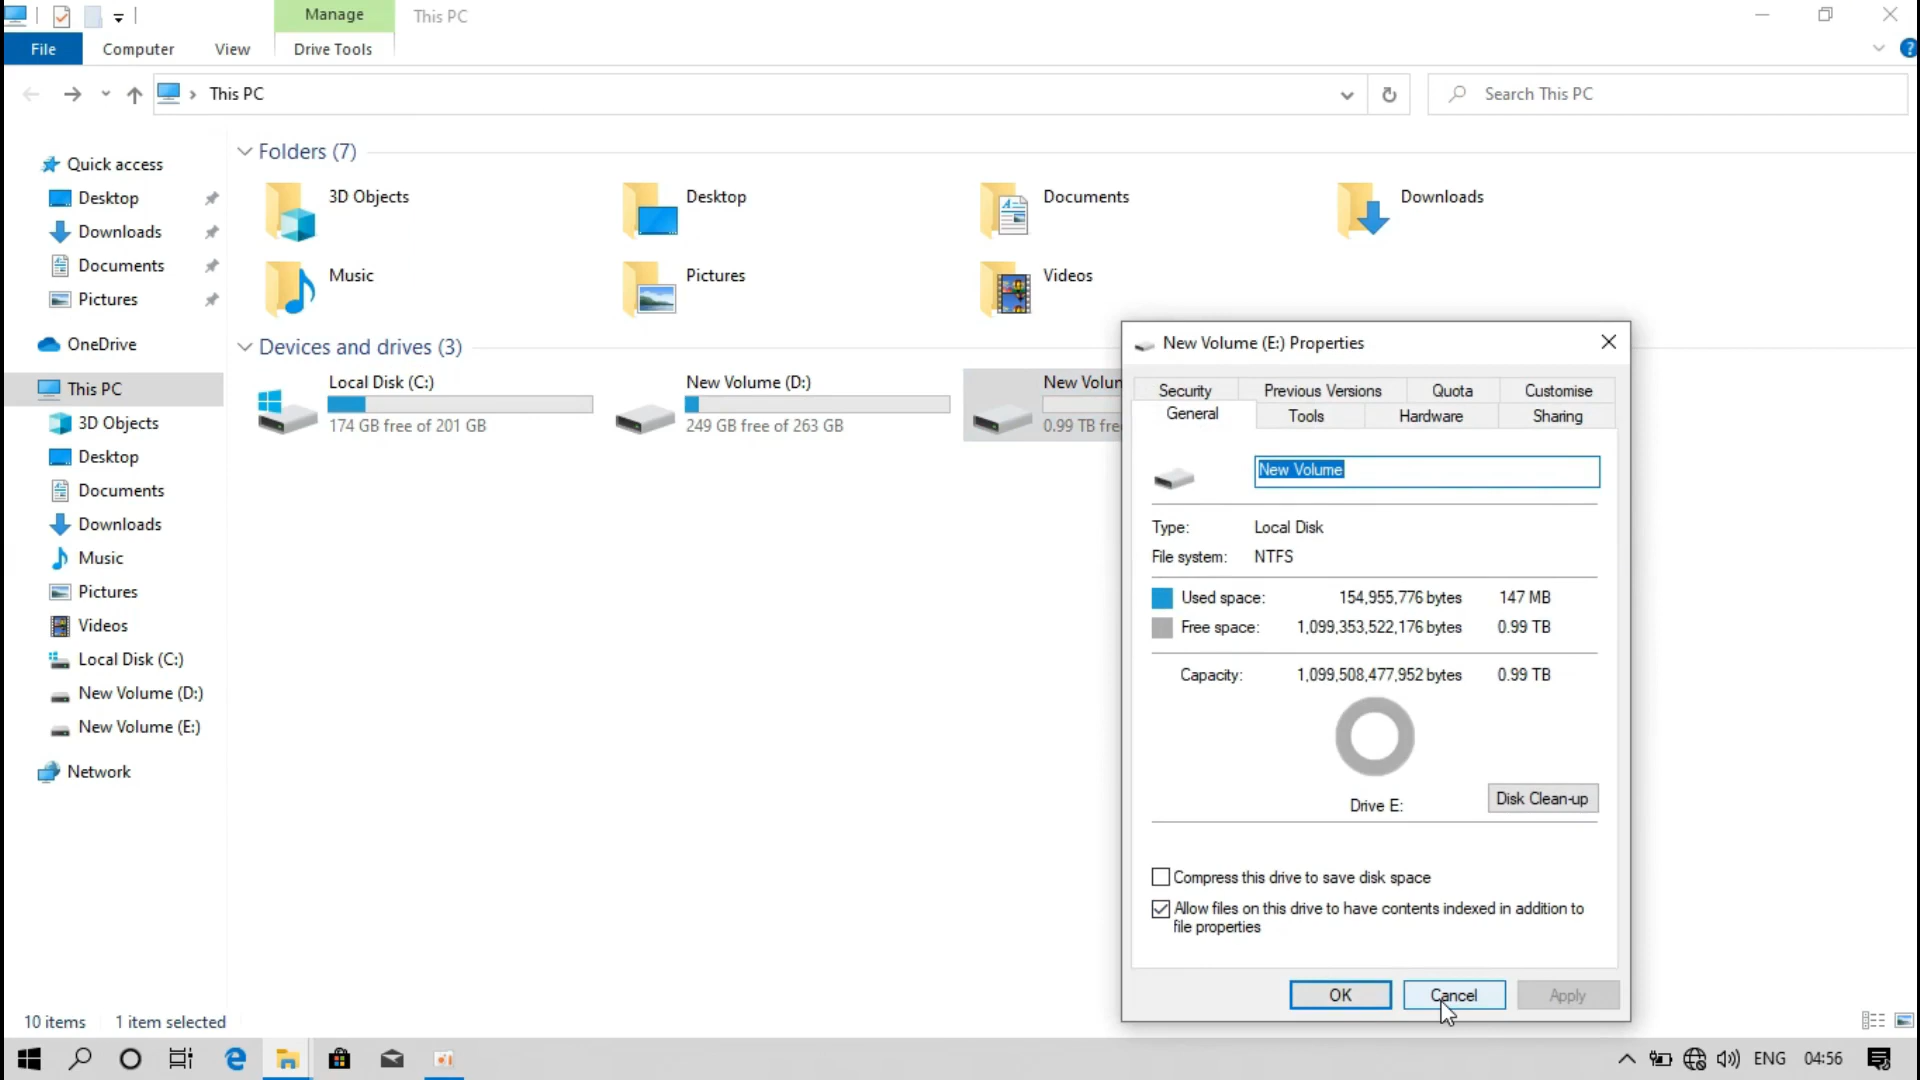 Manage
This PC
File
Computer
View
Drive Tools
This PC
Search This PC
Quick access
Desktop
Downloads
Documents
Pictures
OneDrive
This PC
3D Objects
Desktop
Documents
Downloads
Music
Pictures
Videos
Local Disk (C:)
New Volume (D:)
New Volume (E:)
Network
Folders (7)
3D Objects
Desktop
Documents
Downloads
Music
Pictures
Videos
Devices and drives (3)
Local Disk (C:)
174 GB free of 201 GB
New Volume (D:)
249 GB free of 263 GB
New Volum
0.99 TB fre
New Volume (E:) Properties
Security
Previous Versions
Quota
Customise
General
Tools
Hardware
Sharing
New Volume
Type: Local Disk
File system: NTFS
Used space: 154,955,776 bytes 147 MB
Free space: 1,099,353,522,176 bytes 0.99 TB
Capacity: 1,099,508,477,952 bytes 0.99 TB
Drive E:
Disk Clean-up
Compress this drive to save disk space
Allow files on this drive to have contents indexed in addition to
file properties
OK
Cancel
Apply
10 items
1 item selected
ENG
04:56